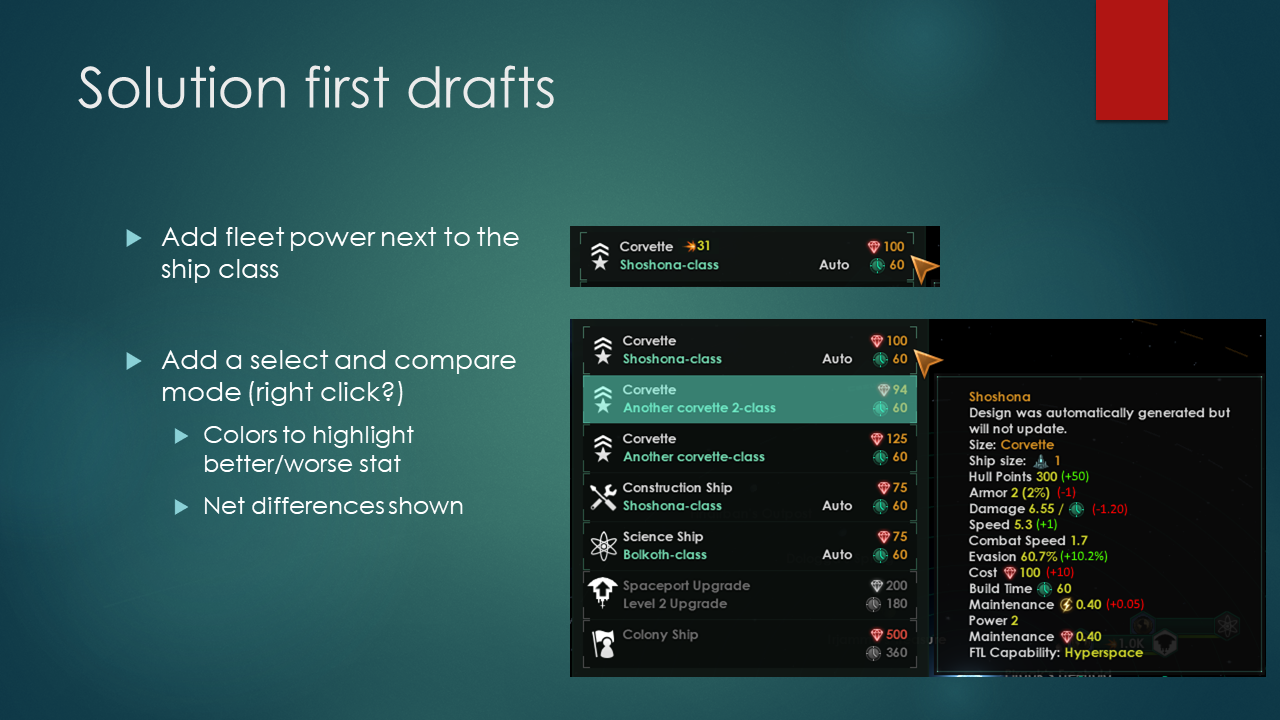 Solution first drafts
Add fleet power next to the
ship class
Add a select and compare
mode (right click?)
Colors to highlight
better/worse stat
Net differences shown
Corvette 31 100
Shoshona-class Auto 60
Corvette 100
Shoshona-class Auto 60
Corvette 94
Another corvette 2-class 60
Corvette 125
Another corvette-class 60
Construction Ship 75
Shoshona-class Auto 60
Science Ship 75
Bolkoth-class Auto 60
Spaceport Upgrade 200
Level 2 Upgrade 180
Colony Ship 500
360
Shoshona
Design was automatically generated but
will not update.
Size: Corvette
Ship size: 1
Hull Points 300 (+50)
Armor 2 (2%) (-1)
Damage 6.55 / (-1.20)
Speed 5.3 (+1)
Combat Speed 1.7
Evasion 60.7% (+10.2%)
Cost 100 (+10)
Build Time 60
Maintenance 0.40 (+0.05)
Power 2
Maintenance 0.40
FTL Capability: Hyperspace